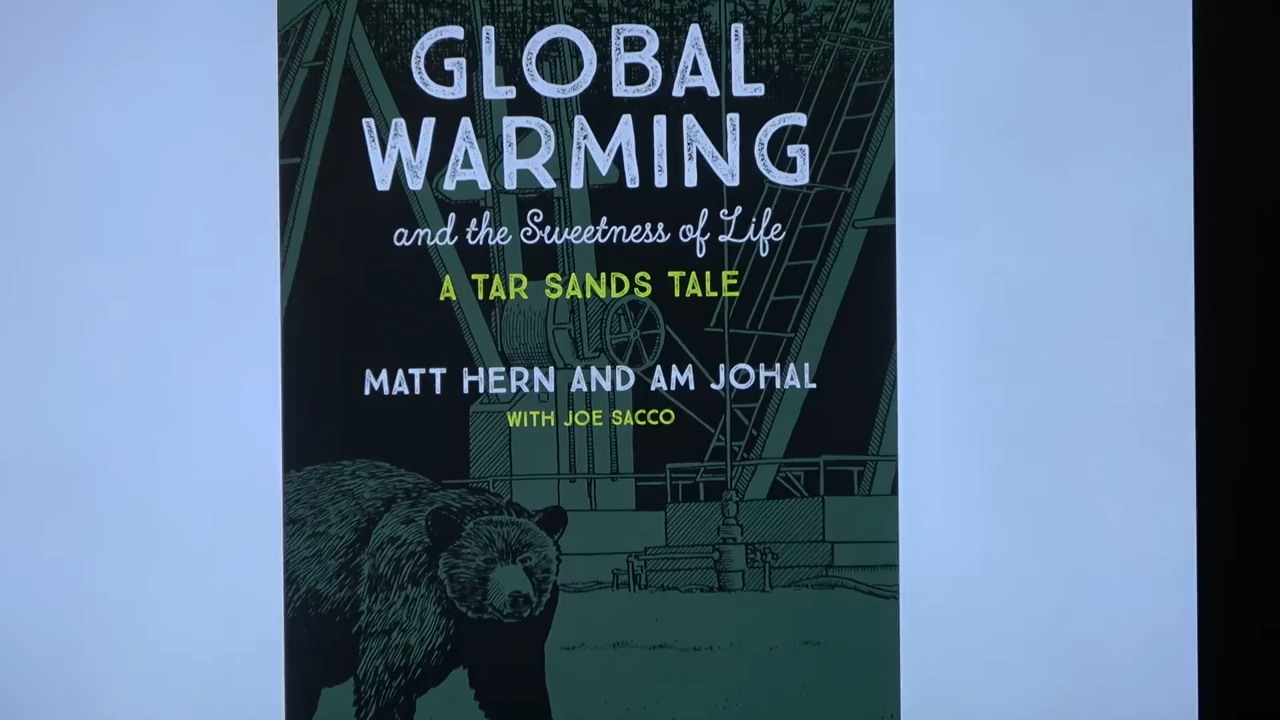 GLOBAL
WARMING
and the Sweetness of Life
A TAR SANDS TALE
MATT HERN AND AM JOHAL
WITH JOE SACCO